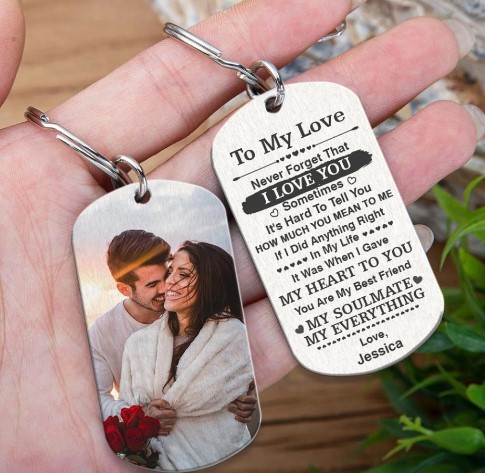 To My Love
Never Forget That
I LOVE YOU
Sometimes
It's Hard To Tell You
HOW MUCH YOU MEAN TO ME
If I Did Anything Right
In My Life
It Was When I Gave
MY HEART TO YOU
You Are My Best Friend
MY SOULMATE
MY EVERYTHING
Love,
Jessica